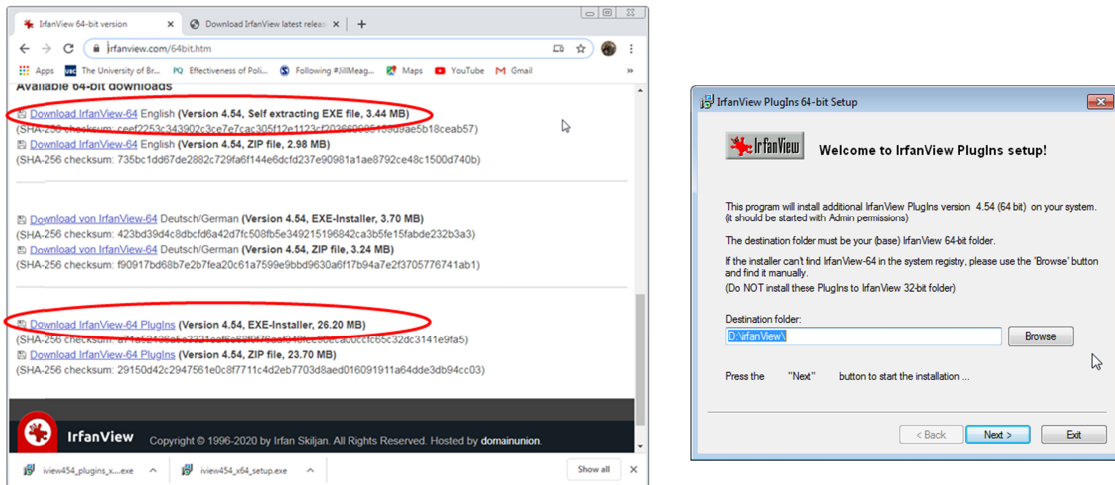 IrfanView 64-bit version
Download IrfanView latest releas
irfanview.com/64bit.htm
Apps
UBC
The University of Br...
PQ
Effectiveness of Poli...
Following #JillMeag...
Maps
YouTube
Gmail
»
Available 64-bit downloads
Download IrfanView-64 English (Version 4.54, Self extracting EXE file, 3.44 MB)
(SHA-256 checksum:
Download IrfanView-64 English (Version 4.54, ZIP file, 2.98 MB)
(SHA-256 checksum: 735bc1dd67de2882c729fa6f144e6dcfd237e90981a1ae8792ce48c1500d740b)
Download von IrfanView-64 Deutsch/German (Version 4.54, EXE-Installer, 3.70 MB)
(SHA-256 checksum: 423bd39d4c8dbcfd6a42d7fc508fb5e349215196842ca3b5fe15fabde232b3a3)
Download von IrfanView-64 Deutsch/German (Version 4.54, ZIP file, 3.24 MB)
(SHA-256 checksum: f90917bd68b7e2b7fea20c61a7599e9bbd9630a6f17b94a7e2f3705776741ab1)
Download IrfanView-64 PlugIns (Version 4.54, EXE-Installer, 26.20 MB)
(SHA-256 checksum:
Download IrfanView-64 PlugIns (Version 4.54, ZIP file, 23.70 MB)
(SHA-256 checksum: 29150d42c2947561e0c8f7711c4d2eb7703d8aed016091911a64dde3db94cc03)
IrfanView
Copyright © 1996-2020 by Irfan Skiljan. All Rights Reserved. Hosted by domainunion.
iview454_plugins_x....exe
iview454_x64_setup.exe
Show all
IrfanView PlugIns 64-bit Setup
IrfanView
Welcome to IrfanView PlugIns setup!
This program will install additional IrfanView PlugIns version 4.54 (64 bit) on your system.
(it should be started with Admin permissions)
The destination folder must be your (base) IrfanView 64-bit folder.
If the installer can't find IrfanView-64 in the system registry, please use the 'Browse' button
and find it manually.
(Do NOT install these PlugIns to IrfanView 32-bit folder)
Destination folder:
D:\IrfanView\
Browse
Press the "Next" button to start the installation ...
< Back
Next >
Exit